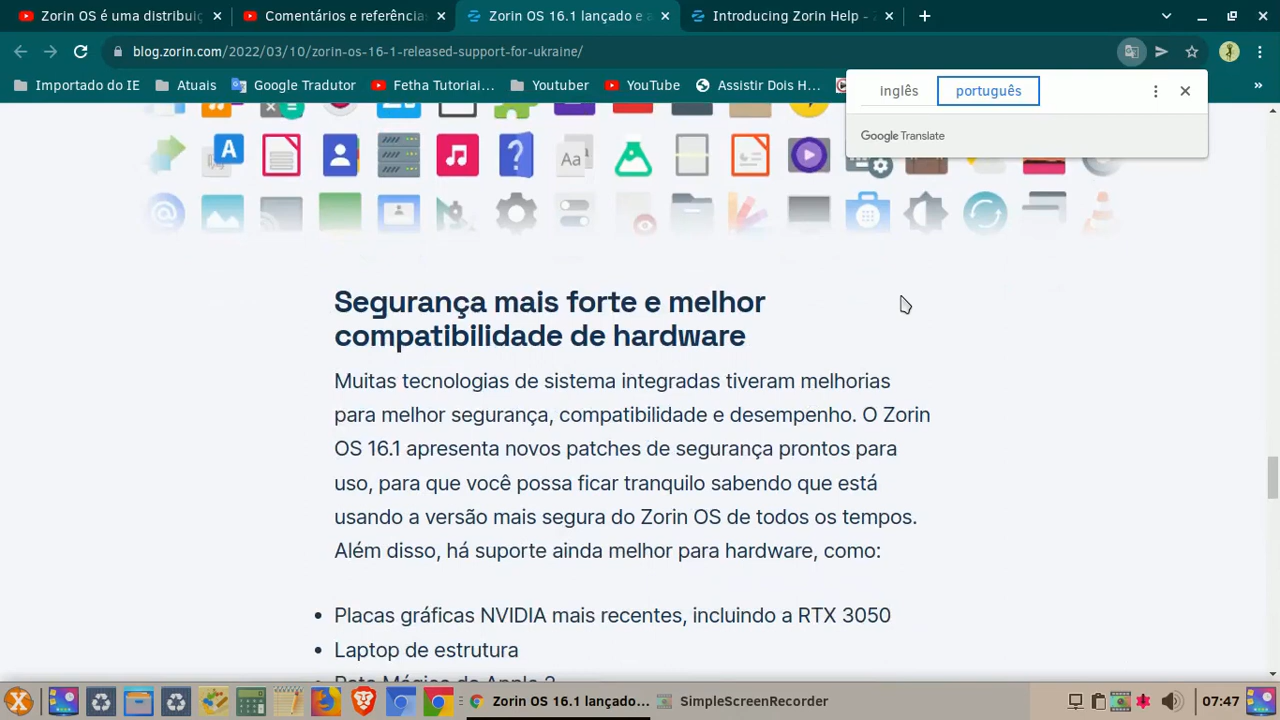 Zorin OS é uma distribuiç
Comentários e referência
Zorin OS 16.1 lançado e a
Introducing Zorin Help - Z
blog.zorin.com/2022/03/10/zorin-os-16-1-released-support-for-ukraine/
Importado do IE
Atuais
Google Tradutor
Fetha Tutoriai...
Youtuber
YouTube
Assistir Dois H...
»
inglês
português
Google Translate
A
Aa
?
Segurança mais forte e melhor
compatibilidade de hardware
Muitas tecnologias de sistema integradas tiveram melhorias
para melhor segurança, compatibilidade e desempenho. O Zorin
OS 16.1 apresenta novos patches de segurança prontos para
uso, para que você possa ficar tranquilo sabendo que está
usando a versão mais segura do Zorin OS de todos os tempos.
Além disso, há suporte ainda melhor para hardware, como:
• Placas gráficas NVIDIA mais recentes, incluindo a RTX 3050
• Laptop de estrutura
Rato Mágico da Apple 2
Zorin OS 16.1 lançado...
SimpleScreenRecorder
07:47